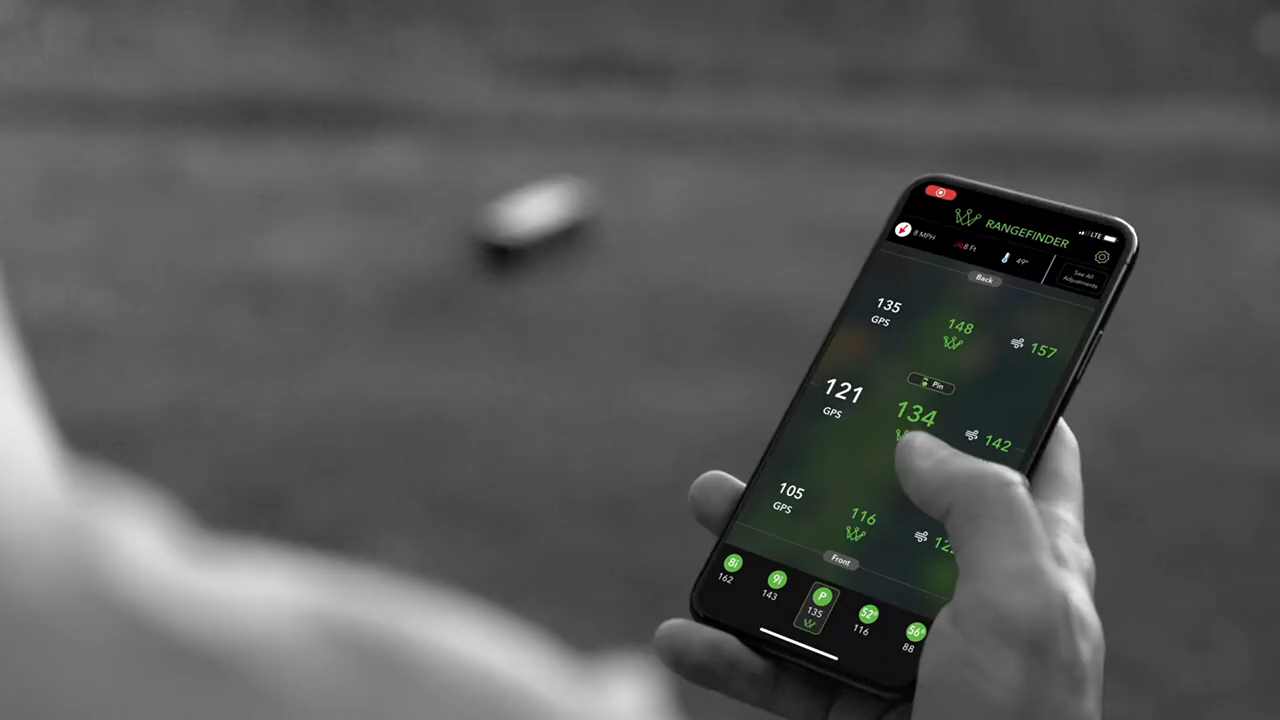 LTE
RANGEFINDER
8 MPH
8 Ft
49°
See All
Adjustments
Back
135
GPS
148
157
Pin
121
GPS
134
142
105
GPS
116
Front
8i
162
9i
143
P
135
52°
116
56°
88